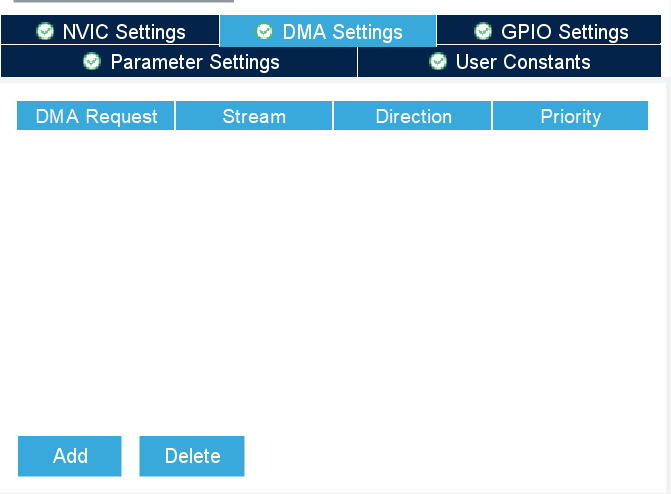 NVIC Settings DMA Settings GPIO Settings
Parameter Settings User Constants
DMA Request Stream Direction Priority
Add Delete